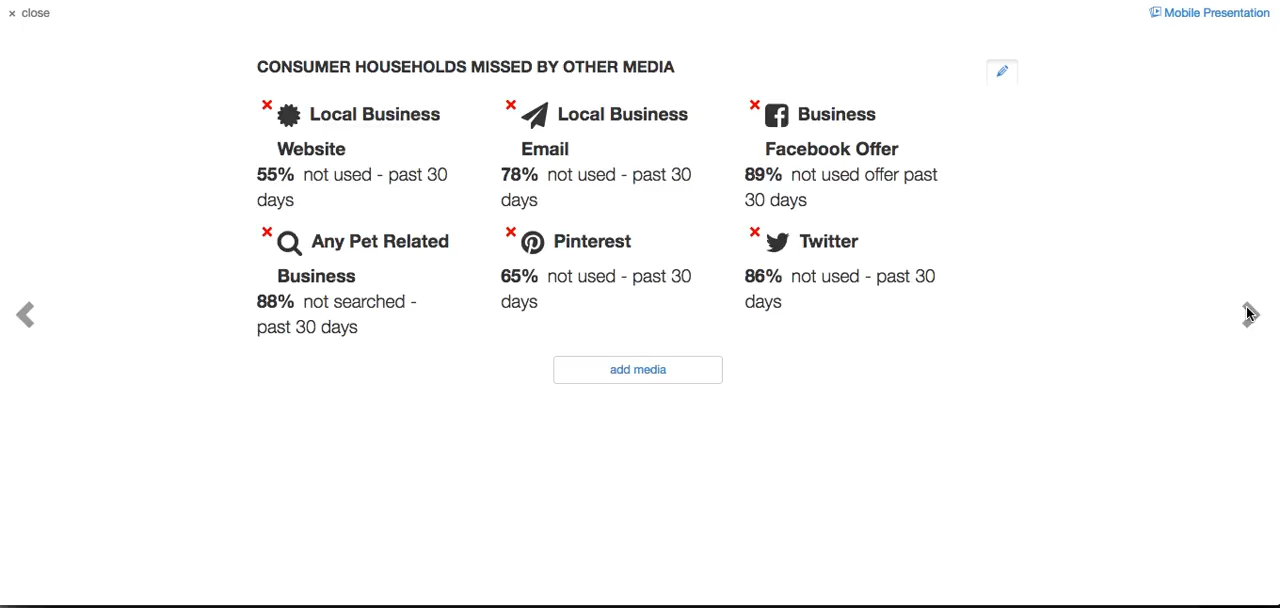 × close
Mobile Presentation
CONSUMER HOUSEHOLDS MISSED BY OTHER MEDIA
Local Business
Website
55% not used - past 30
days
Local Business
Email
78% not used - past 30
days
Business
Facebook Offer
89% not used offer past
30 days
Any Pet Related
Business
88% not searched -
past 30 days
Pinterest
65% not used - past 30
days
Twitter
86% not used - past 30
days
add media